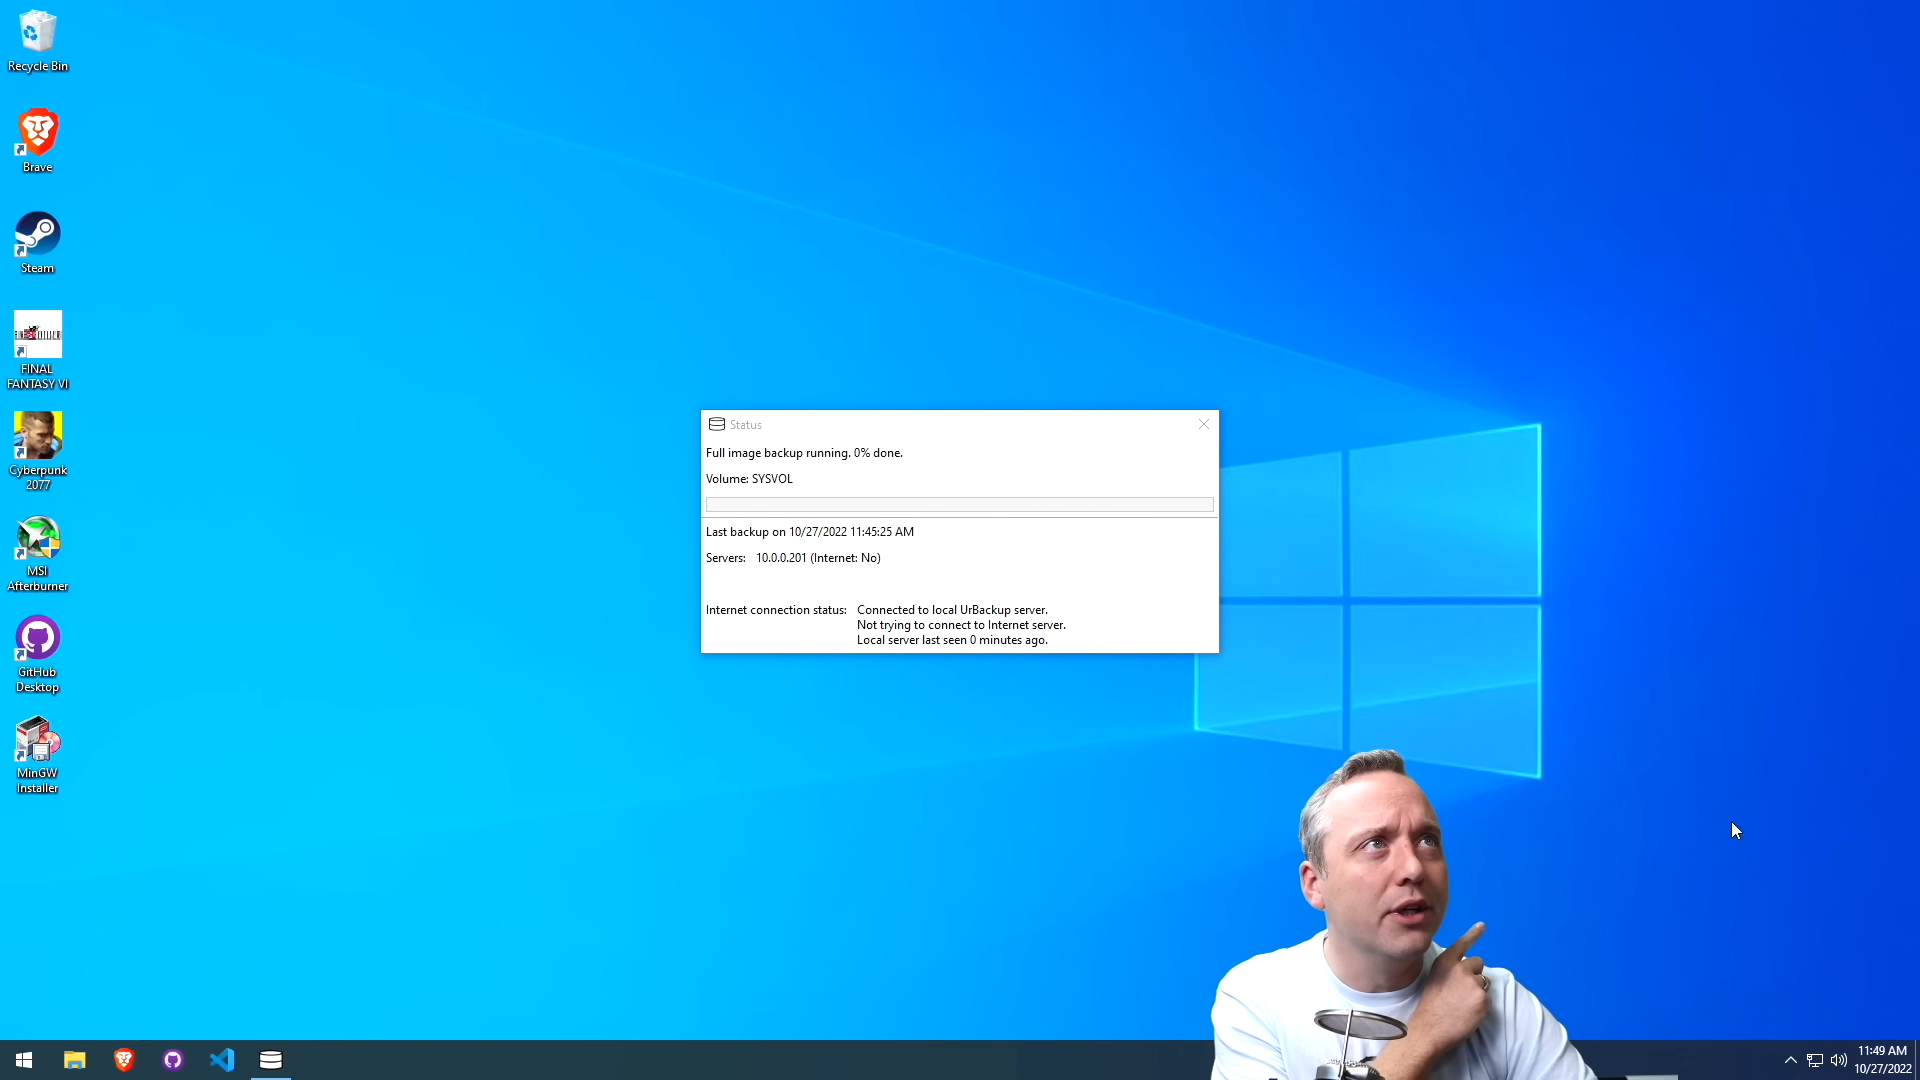 Recycle Bin
Brave
Steam
FINAL
FANTASY VI
Cyberpunk
2077
MSI
Afterburner
GitHub
Desktop
MinGW
Installer
Status
Full image backup running. 0% done.
Volume: SYSVOL
Last backup on 10/27/2022 11:45:25 AM
Servers: 10.0.0.201 (Internet: No)
Internet connection status: Connected to local UrBackup server.
Not trying to connect to Internet server.
Local server last seen 0 minutes ago.
11:49 AM
10/27/2022